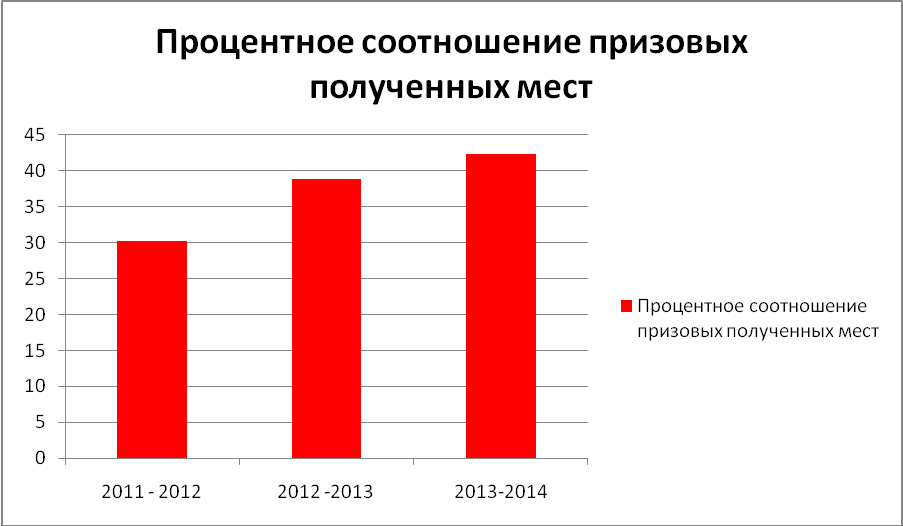 Процентное соотношение призовых
полученных мест
45
40
35
30
25
20
15
10
5
0
2011 - 2012
2012 -2013
2013-2014
Процентное соотношение
призовых полученных мест